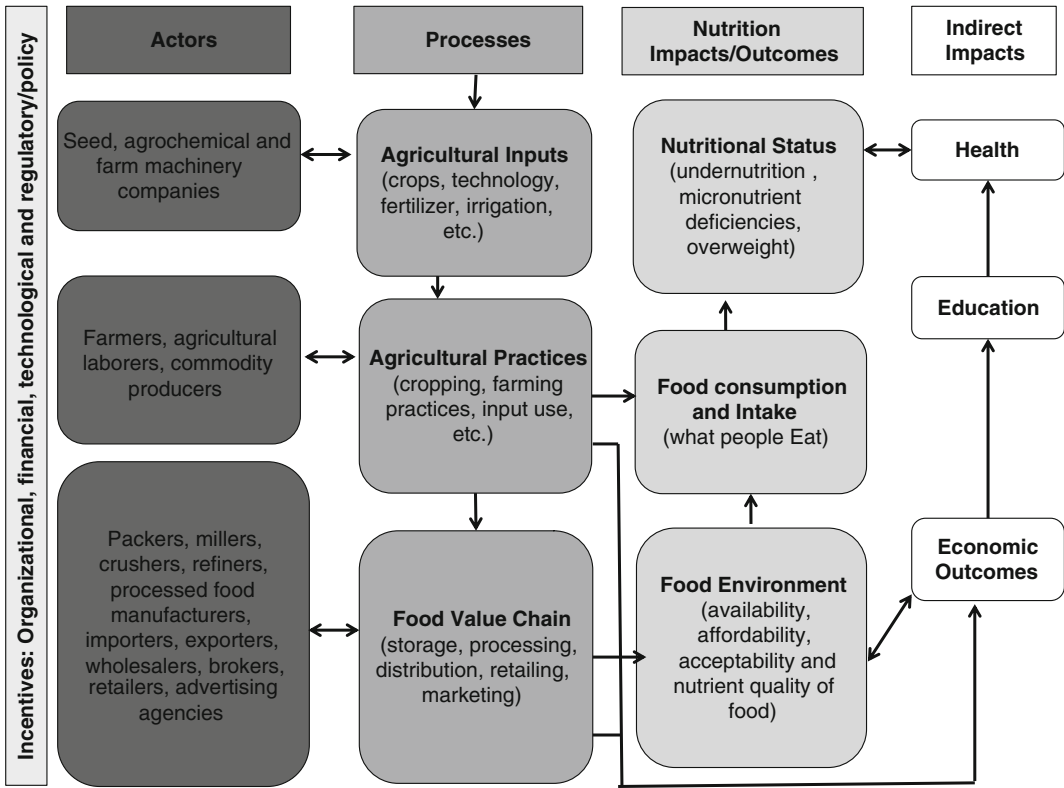 Incentives: Organizational, financial, technological and regulatory/policy
Actors
Seed, agrochemical and
farm machinery
companies
Farmers, agricultural
laborers, commodity
producers
Packers, millers,
crushers, refiners,
processed food
manufacturers,
importers, exporters,
wholesalers, brokers,
retailers, advertising
agencies
Processes
Agricultural Inputs
(crops, technology,
fertilizer, irrigation,
etc.)
Agricultural Practices
(cropping, farming
practices, input use,
etc.)
Food Value Chain
(storage, processing,
distribution, retailing,
marketing)
Nutrition
Impacts/Outcomes
Nutritional Status
(undernutrition ,
micronutrient
deficiencies,
overweight)
Food consumption
and Intake
(what people Eat)
Food Environment
(availability,
affordability,
acceptability and
nutrient quality of
food)
Indirect
Impacts
Health
Education
Economic
Outcomes